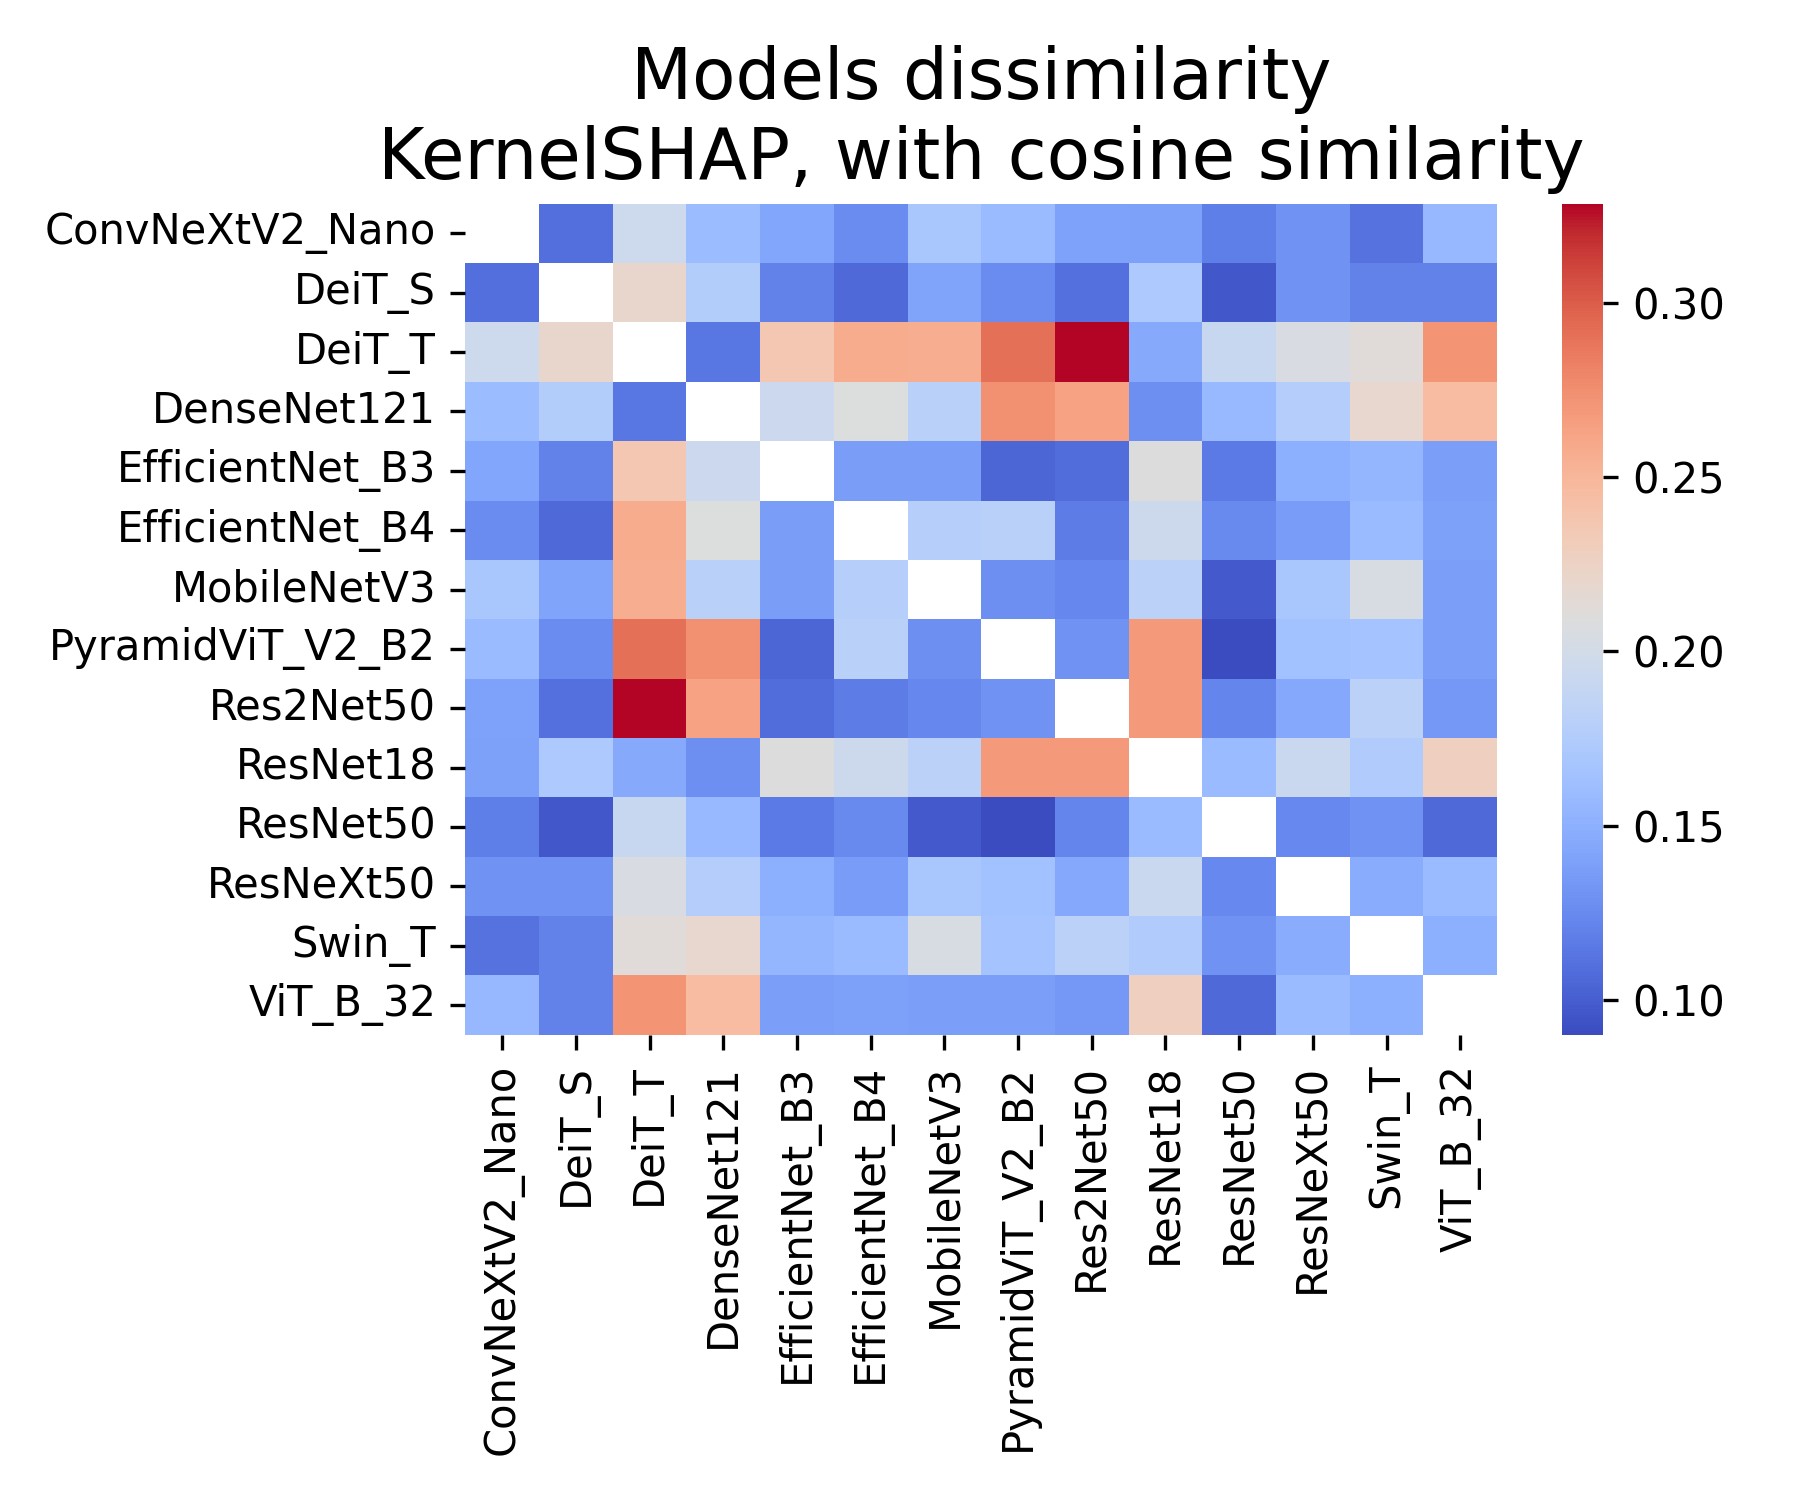 Models dissimilarity
KernelSHAP, with cosine similarity
ConvNeXtV2_Nano
DeiT_S
DeiT_T
DenseNet121
EfficientNet_B3
EfficientNet_B4
MobileNetV3
PyramidViT_V2_B2
Res2Net50
ResNet18
ResNet50
ResNeXt50
Swin_T
ViT_B_32
ConvNeXtV2_Nano
DeiT_S
DeiT_T
DenseNet121
EfficientNet_B3
EfficientNet_B4
MobileNetV3
PyramidViT_V2_B2
Res2Net50
ResNet18
ResNet50
ResNeXt50
Swin_T
ViT_B_32
0.30
0.25
0.20
0.15
0.10